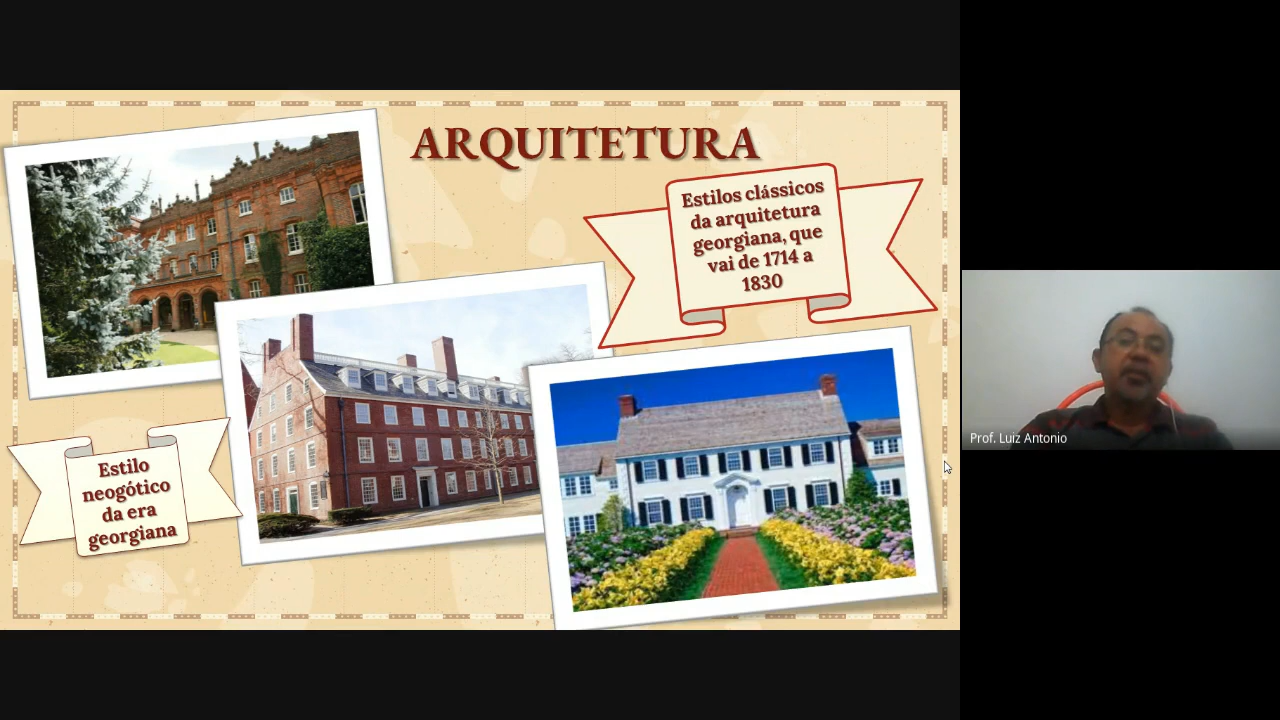 ARQUITETURA
Estilos clássicos
da arquitetura
georgiana, que
vai de 1714 a
1830
Estilo
neogótico
da era
georgiana
Prof. Luiz Antonio